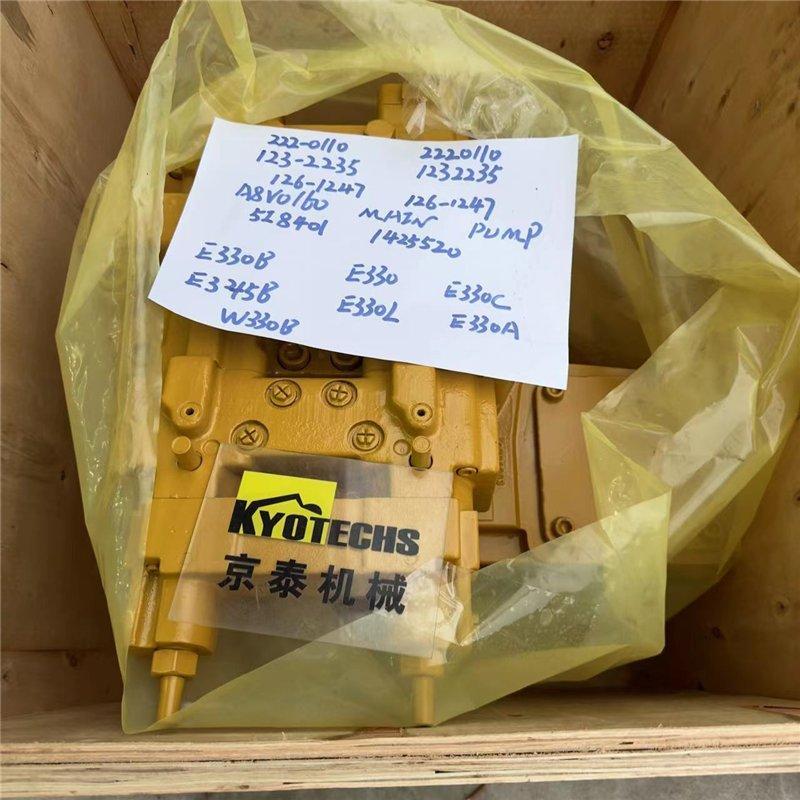 222-0110 2220110
123-2235 1232235
126-1247 126-1247
A8V0160 MAIN PUMP
518401 1425520
E330B E330 E330C
E345B E330L E330A
W330B
KYOTECHS
京泰机械